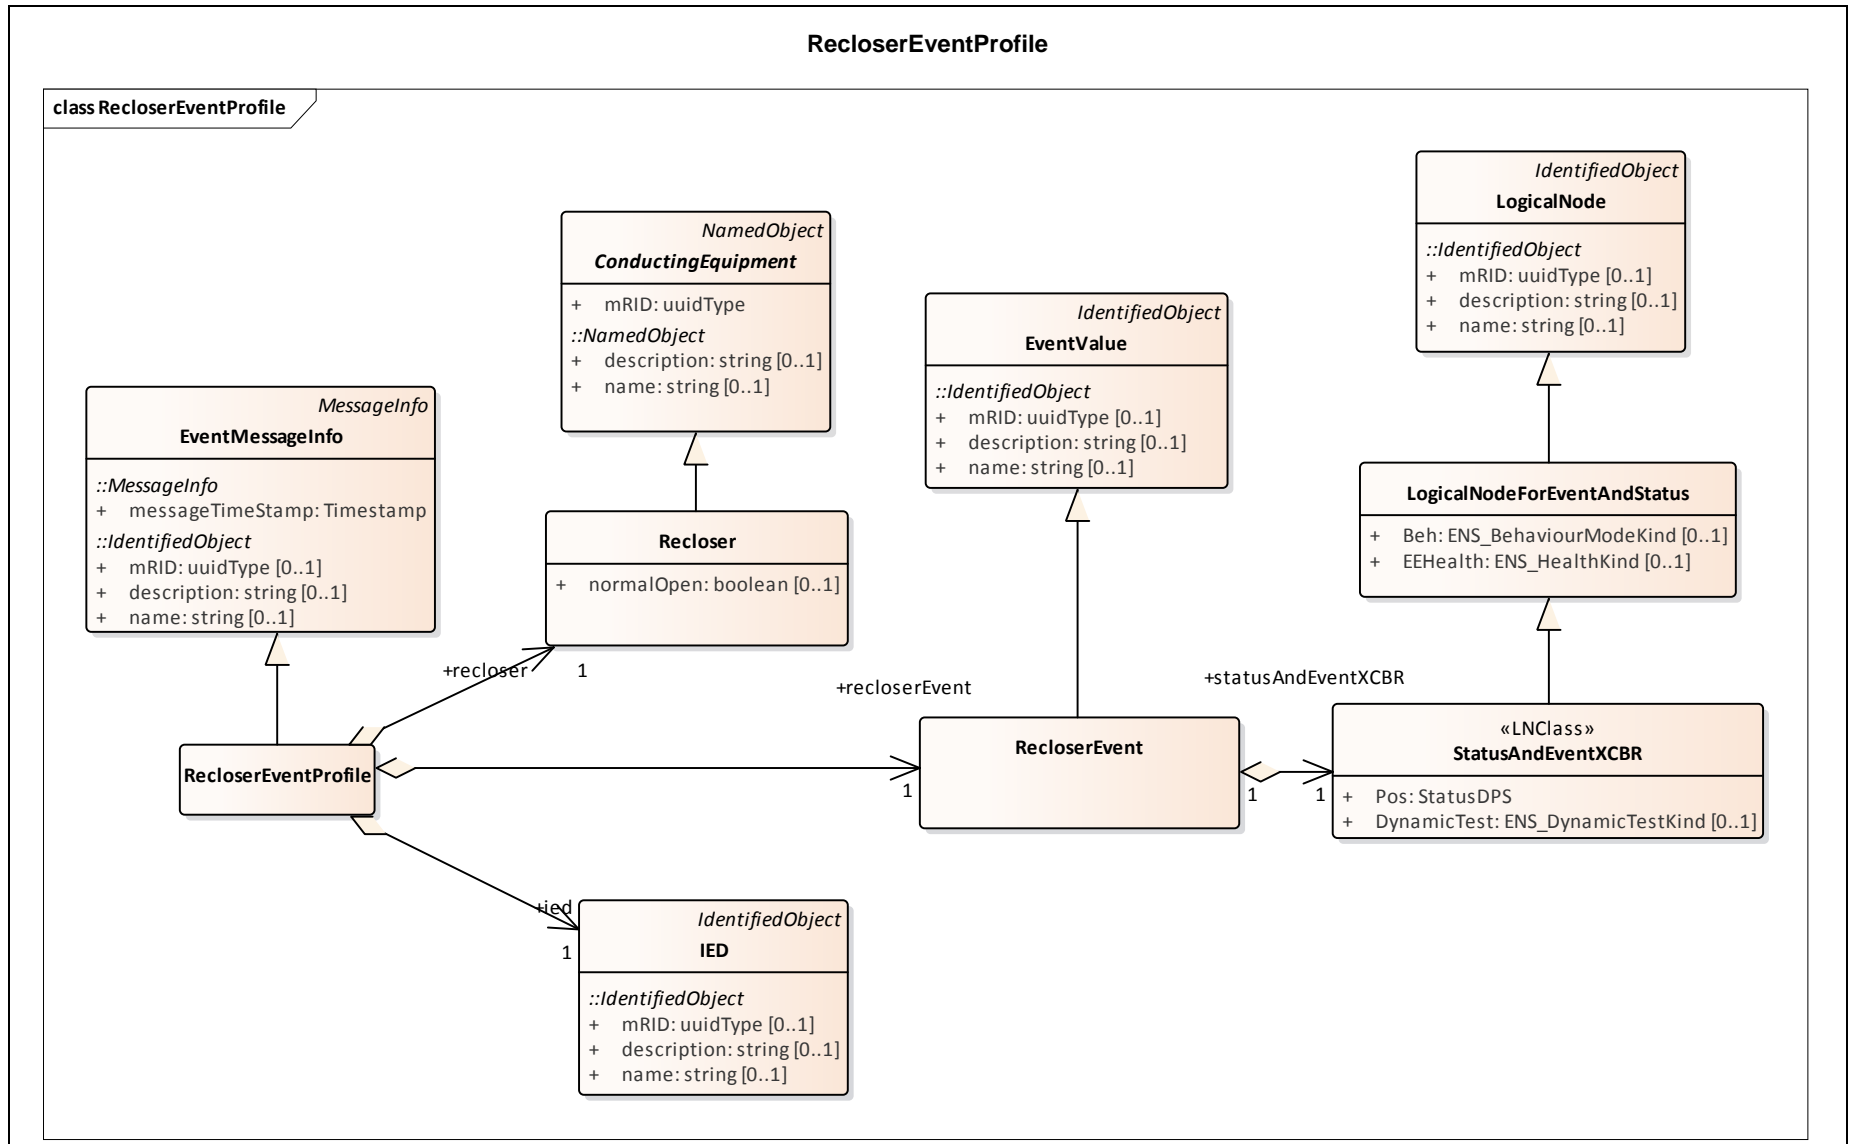 RecloserEventProfile
class RecloserEventProfile
IdentifiedObject
LogicalNode
::IdentifiedObject
+ mRID: uuidType [0..1]
+ description: string [0..1]
+ name: string [0..1]
NamedObject
ConductingEquipment
+ mRID: uuidType
::NamedObject
+ description: string [0..1]
+ name: string [0..1]
IdentifiedObject
EventValue
::IdentifiedObject
+ mRID: uuidType [0..1]
+ description: string [0..1]
+ name: string [0..1]
MessageInfo
EventMessageInfo
::MessageInfo
+ messageTimeStamp: Timestamp
::IdentifiedObject
+ mRID: uuidType [0..1]
+ description: string [0..1]
+ name: string [0..1]
LogicalNodeForEventAndStatus
+ Beh: ENS_BehaviourModeKind [0..1]
+ EEHealth: ENS_HealthKind [0..1]
Recloser
+ normalOpen: boolean [0..1]
+recloser
1
+recloserEvent
1
+statusAndEventXCBR
RecloserEventProfile
RecloserEvent
1
1
«LNClass»
StatusAndEventXCBR
+ Pos: StatusDPS
+ DynamicTest: ENS_DynamicTestKind [0..1]
+ied
1
IdentifiedObject
IED
::IdentifiedObject
+ mRID: uuidType [0..1]
+ description: string [0..1]
+ name: string [0..1]